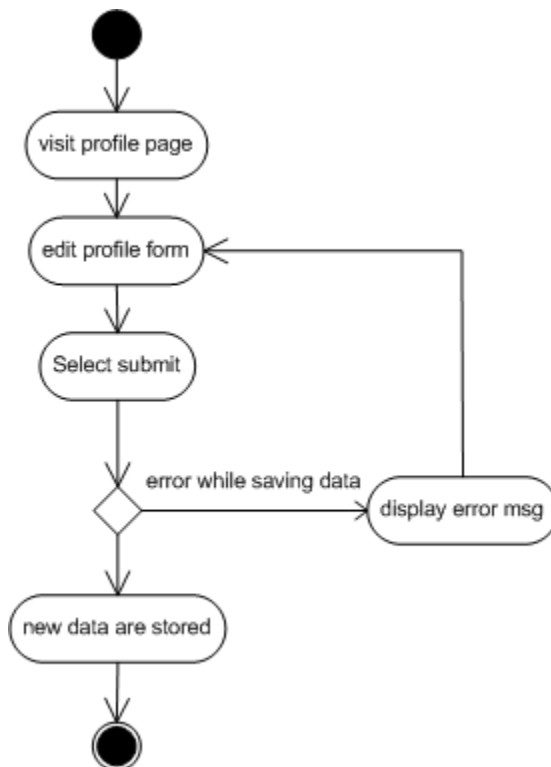 visit profile page
edit profile form
Select submit
error while saving data
display error msg
new data are stored